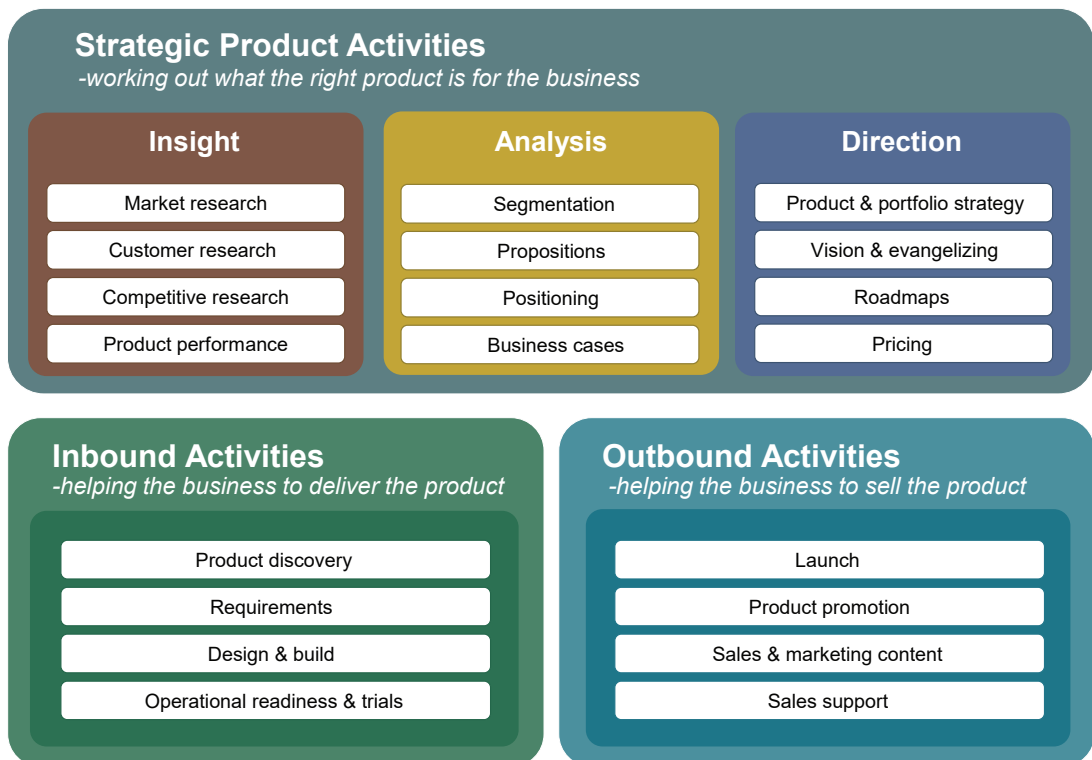 Strategic Product Activities
-working out what the right product is for the business
Insight
Market research
Customer research
Competitive research
Product performance
Analysis
Segmentation
Propositions
Positioning
Business cases
Direction
Product & portfolio strategy
Vision & evangelizing
Roadmaps
Pricing
Inbound Activities
-helping the business to deliver the product
Product discovery
Requirements
Design & build
Operational readiness & trials
Outbound Activities
-helping the business to sell the product
Launch
Product promotion
Sales & marketing content
Sales support